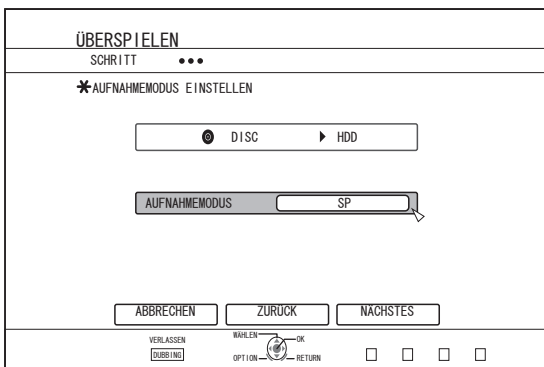 ÜBERSPIELEN
SCHRITT
AUFNAHMEMODUS EINSTELLEN
DISC HDD
AUFNAHMEMODUS SP
ABBRECHEN ZURÜCK NÄCHSTES
VERLASSEN
DUBBING
WÄHLEN OK
OPTION RETURN